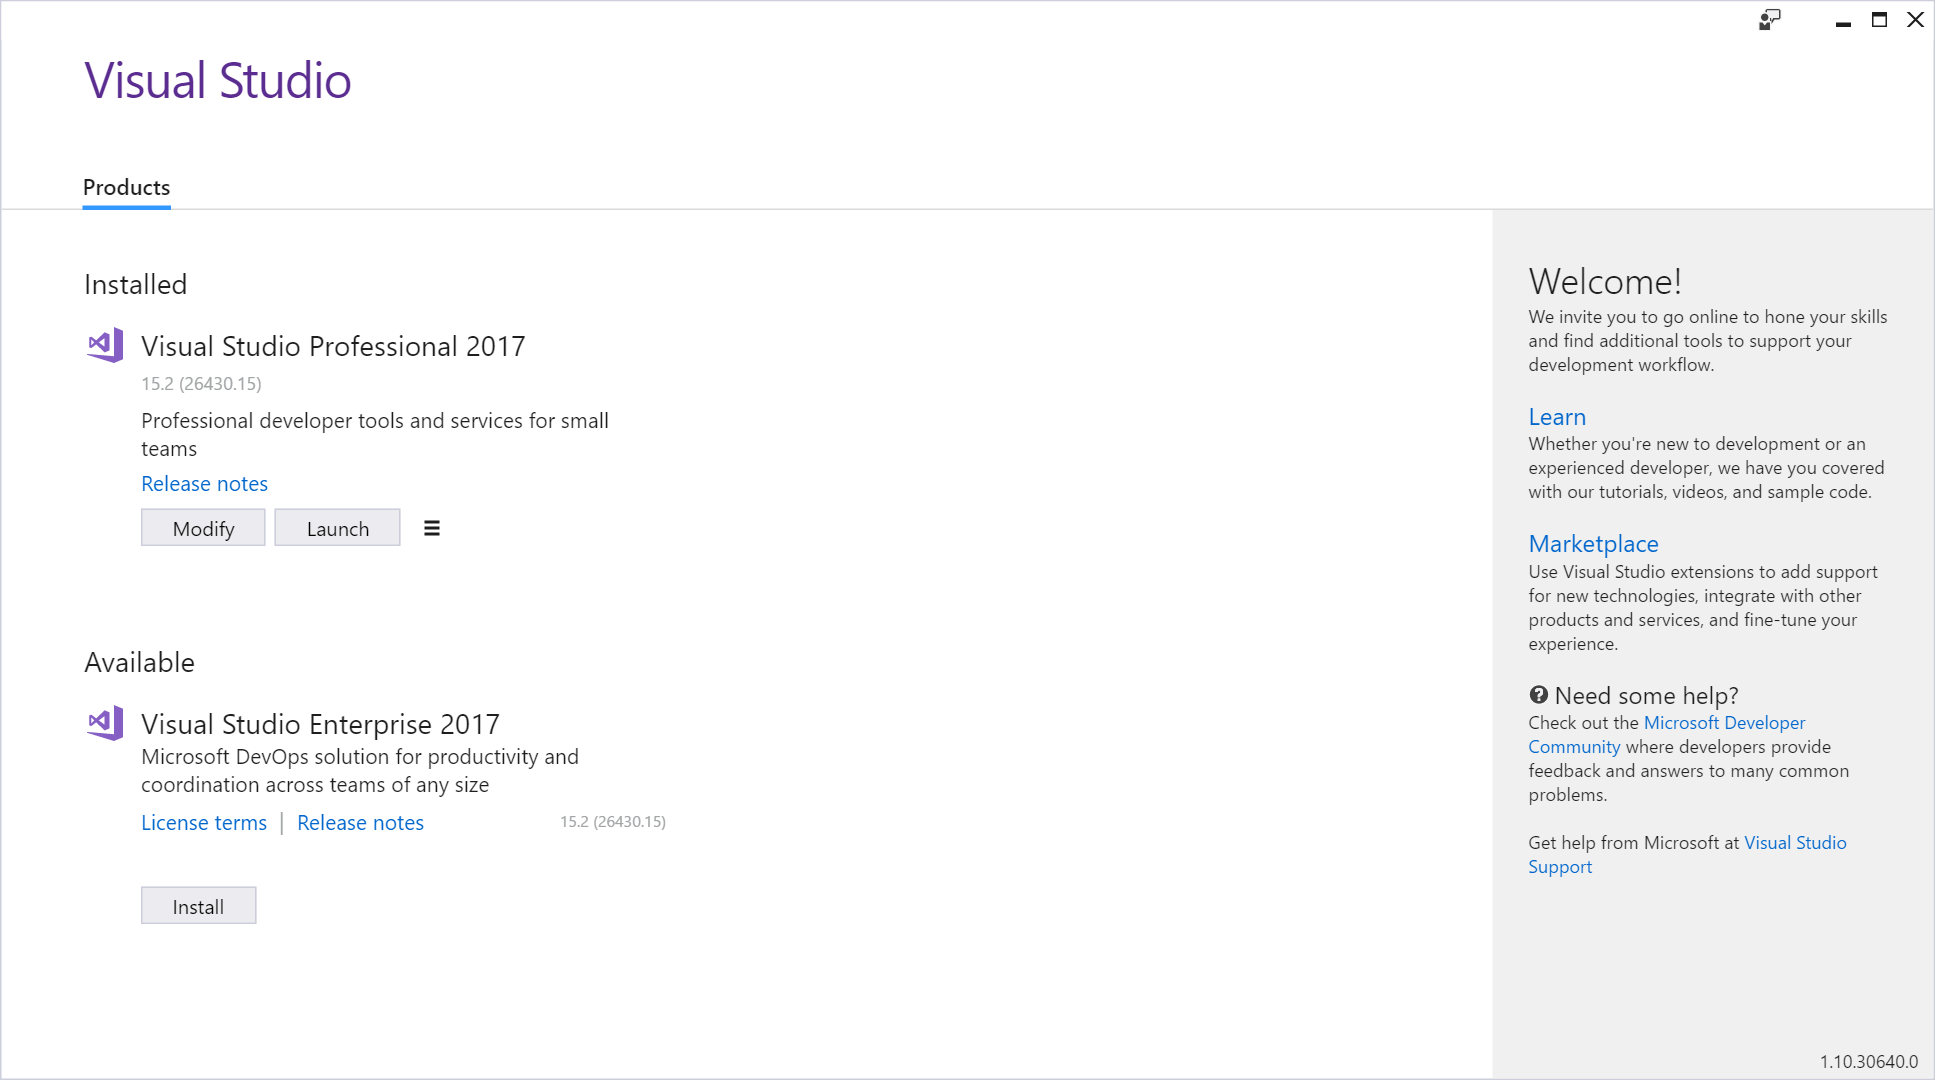 Visual Studio
Products
Installed
Visual Studio Professional 2017
15.2 (26430.15)
Professional developer tools and services for small
teams
Release notes
Modify Launch
Available
Visual Studio Enterprise 2017
Microsoft DevOps solution for productivity and
coordination across teams of any size
License terms | Release notes 15.2 (26430.15)
Install
Welcome!
We invite you to go online to hone your skills
and find additional tools to support your
development workflow.
Learn
Whether you're new to development or an
experienced developer, we have you covered
with our tutorials, videos, and sample code.
Marketplace
Use Visual Studio extensions to add support
for new technologies, integrate with other
products and services, and fine-tune your
experience.
? Need some help?
Check out the Microsoft Developer
Community where developers provide
feedback and answers to many common
problems.
Get help from Microsoft at Visual Studio
Support
1.10.30640.0